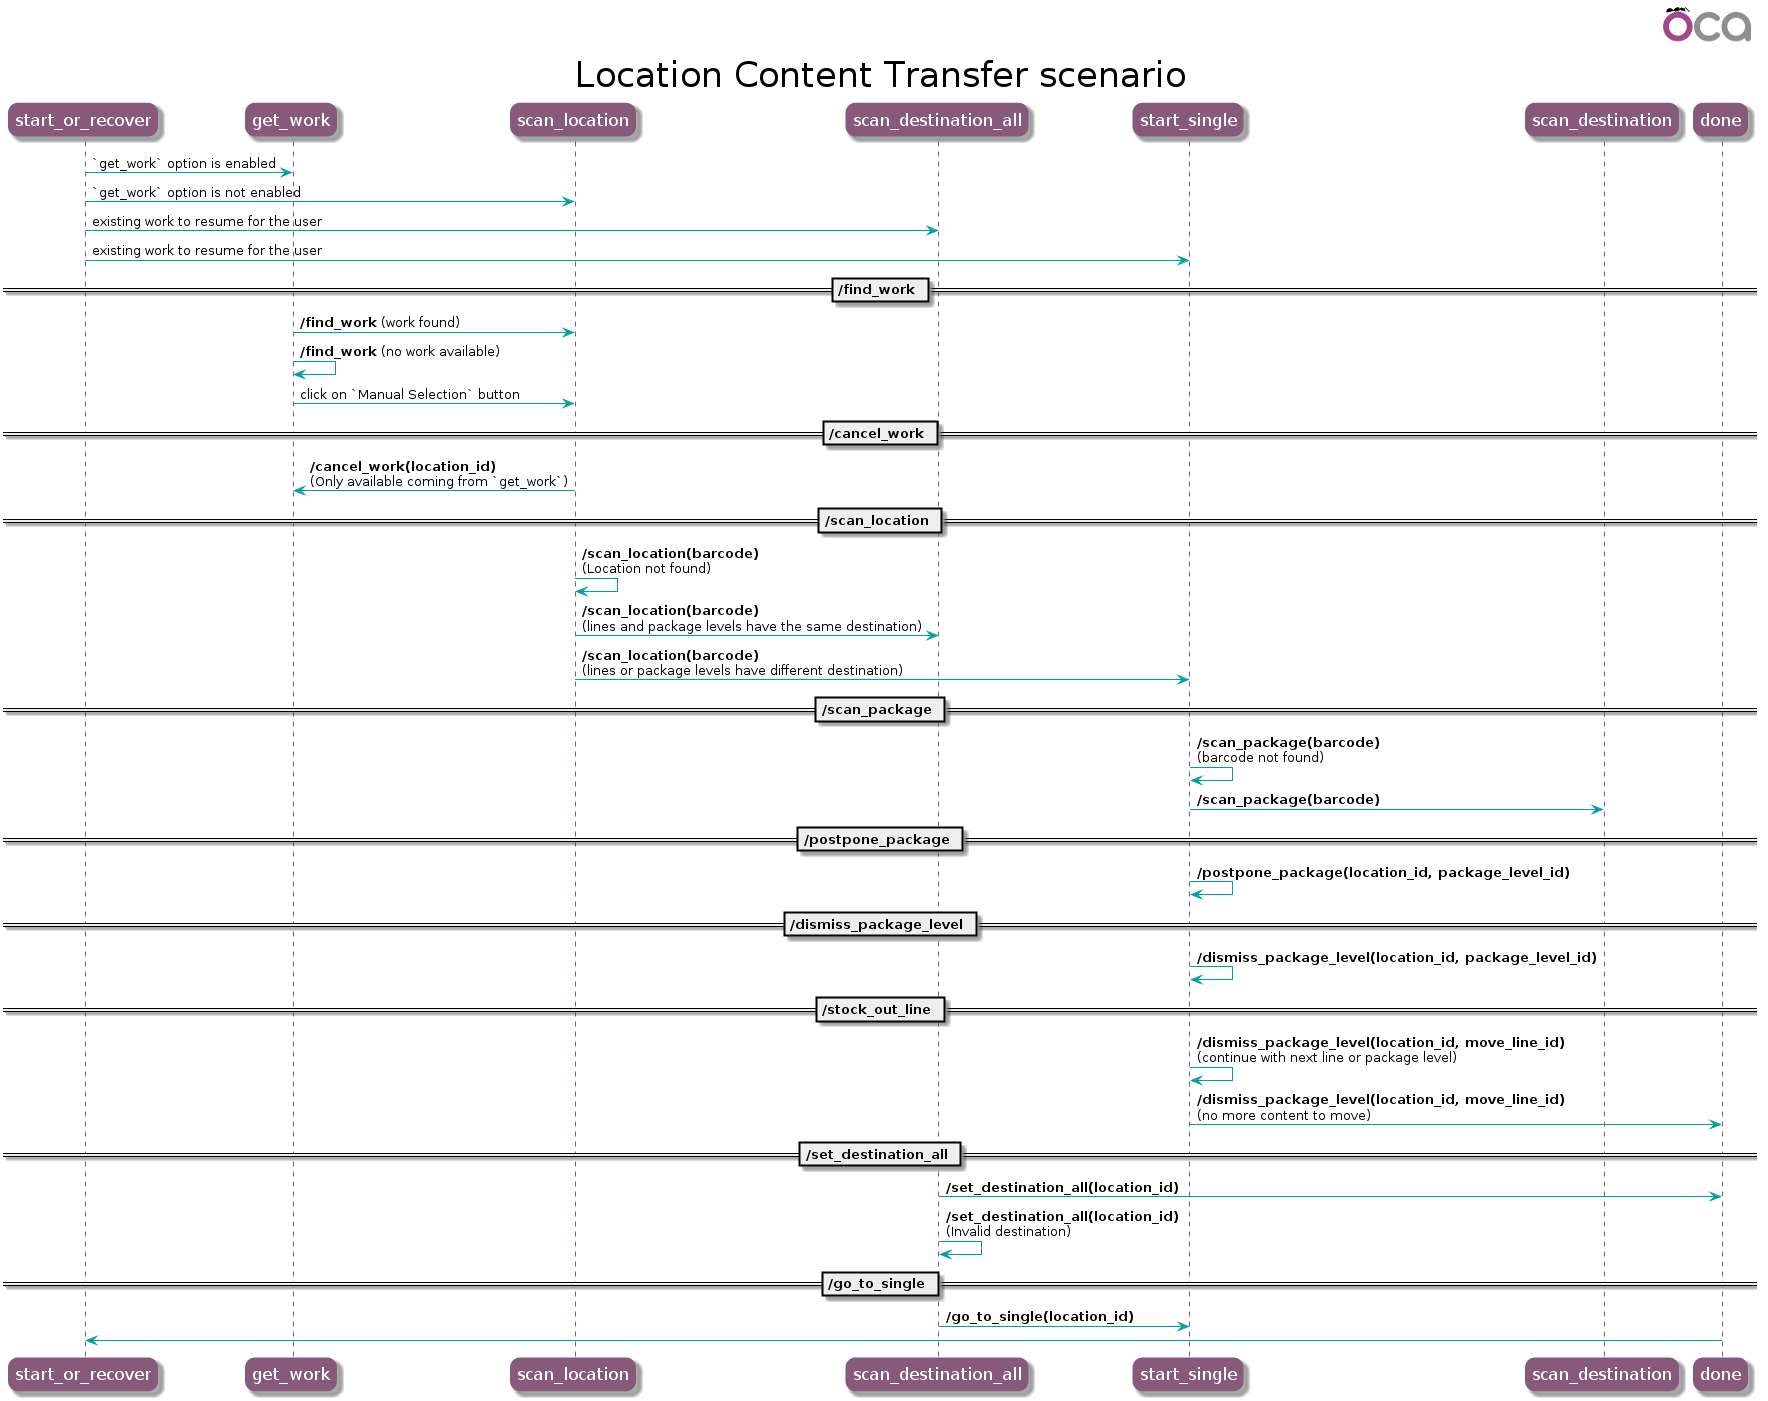 oca
Location Content Transfer scenario
start_or_recover get_work scan_location scan_destination_all start_single scan_destination done
`get_work` option is enabled
`get_work` option is not enabled
existing work to resume for the user
existing work to resume for the user
/find_work
/find_work (work found)
/find_work (no work available)
click on `Manual Selection` button
/cancel_work
/cancel_work(location_id)
(Only available coming from `get_work`)
/scan_location
/scan_location(barcode)
(Location not found)
/scan_location(barcode)
(lines and package levels have the same destination)
/scan_location(barcode)
(lines or package levels have different destination)
/scan_package
/scan_package(barcode)
(barcode not found)
/scan_package(barcode)
/postpone_package
/postpone_package(location_id, package_level_id)
/dismiss_package_level
/dismiss_package_level(location_id, package_level_id)
/stock_out_line
/dismiss_package_level(location_id, move_line_id)
(continue with next line or package level)
/dismiss_package_level(location_id, move_line_id)
(no more content to move)
/set_destination_all
/set_destination_all(location_id)
/set_destination_all(location_id)
(Invalid destination)
/go_to_single
/go_to_single(location_id)
start_or_recover get_work scan_location scan_destination_all start_single scan_destination done